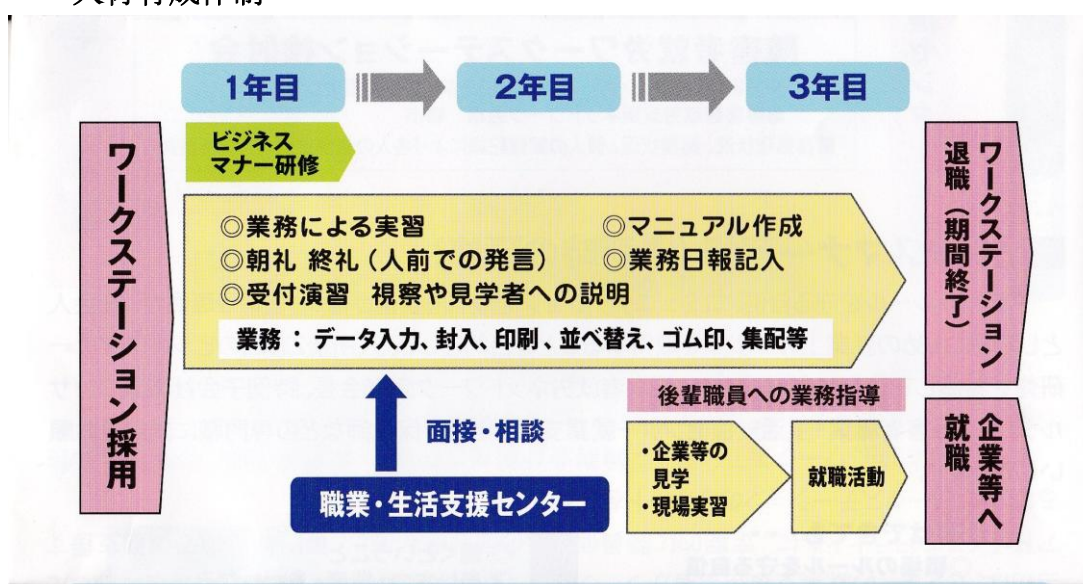 1年目
2年目
3年目
ワークステーション採用
ビジネス
マナー研修
◎業務による実習
◎マニュアル作成
◎朝礼 終礼（人前での発言）
◎業務日報記入
◎受付演習 視察や見学者への説明
業務：データ入力、封入、印刷、並べ替え、ゴム印、集配等
面接・相談
職業・生活支援センター
後輩職員への業務指導
・企業等の
見学
・現場実習
就職活動
ワークステーション
退職（期間終了）
企業等へ
就職